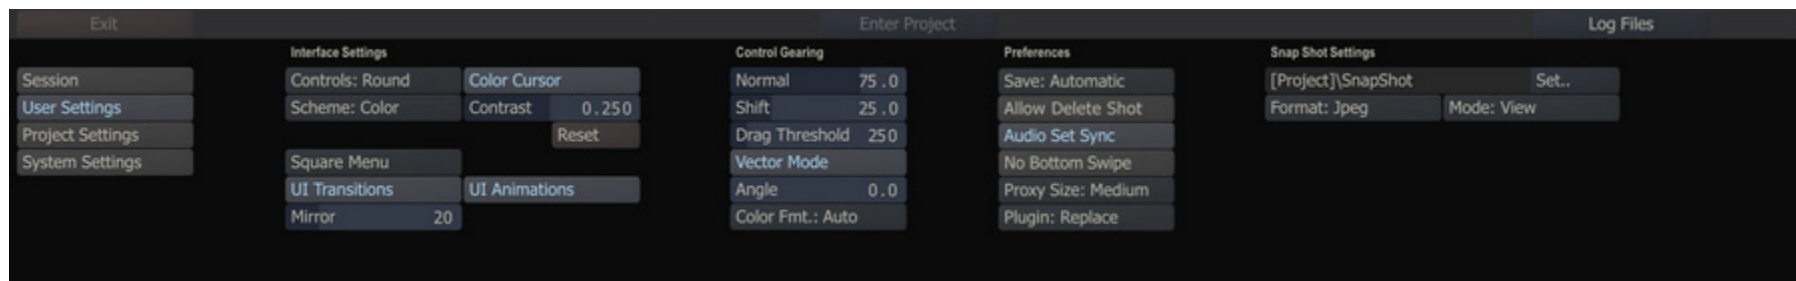 Exit Enter Project Log Files
Interface Settings Control Gearing Preferences Snap Shot Settings
Session Controls: Round Color Cursor Normal 75.0 Save: Automatic [Project]\SnapShot Set..
User Settings Scheme: Color Contrast 0.250 Shift 25.0 Allow Delete Shot Format: Jpeg Mode: View
Project Settings Reset Drag Threshold 250 Audio Set Sync
System Settings Square Menu Vector Mode No Bottom Swipe
UI Transitions UI Animations Angle 0.0 Proxy Size: Medium
Mirror 20 Color Fmt.: Auto Plugin: Replace